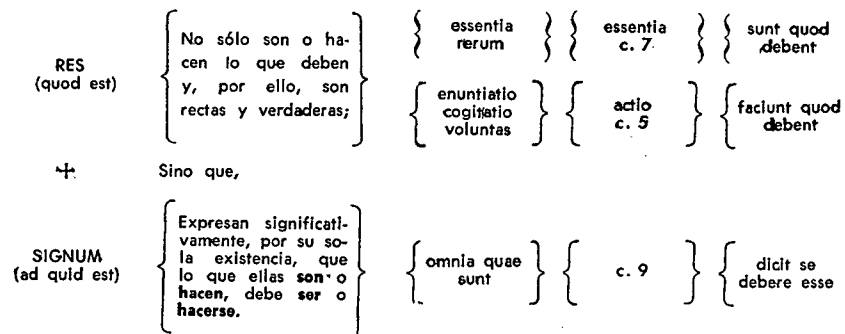 RES
(quod est)
No sólo son o ha-
cen lo que deben
y, por ello, son
rectas y verdaderas;
essentia
rerum
essentia
c. 7
sunt quod
debent
enuntiatio
cogitatio
voluntas
actio
c. 5
faciunt quod
debent
+
Sino que,
SIGNUM
(ad quid est)
Expresan significati-
vamente, por su so-
la existencia, que
lo que ellas son o
hacen, debe ser o
hacerse.
omnia quae
sunt
c. 9
dicit se
debere esse